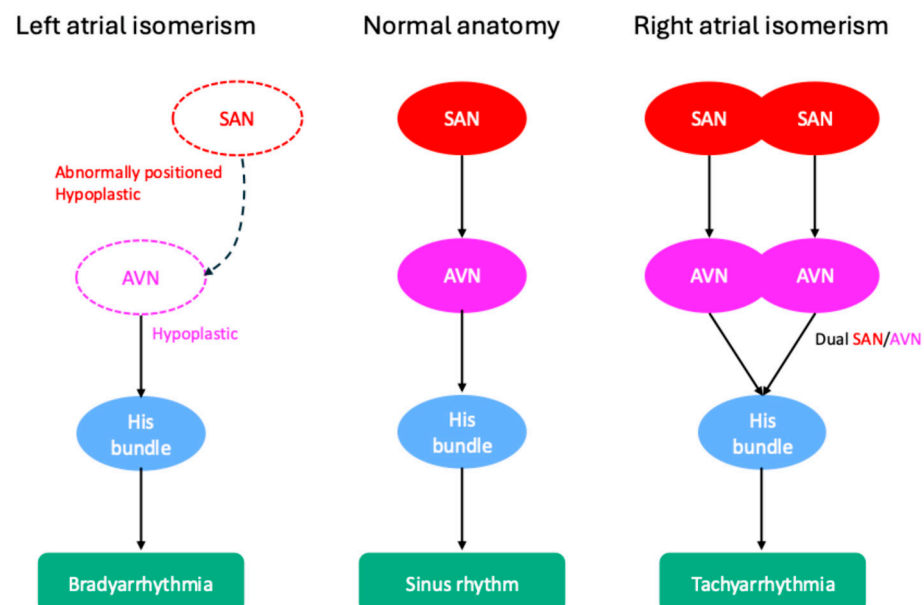 Left atrial isomerism
Normal anatomy
Right atrial isomerism
SAN
SAN
SAN
SAN
Abnormally positioned
Hypoplastic
AVN
AVN
AVN
AVN
Hypoplastic
Dual SAN/AVN
His
bundle
His
bundle
His
bundle
Bradyarrhythmia
Sinus rhythm
Tachyarrhythmia